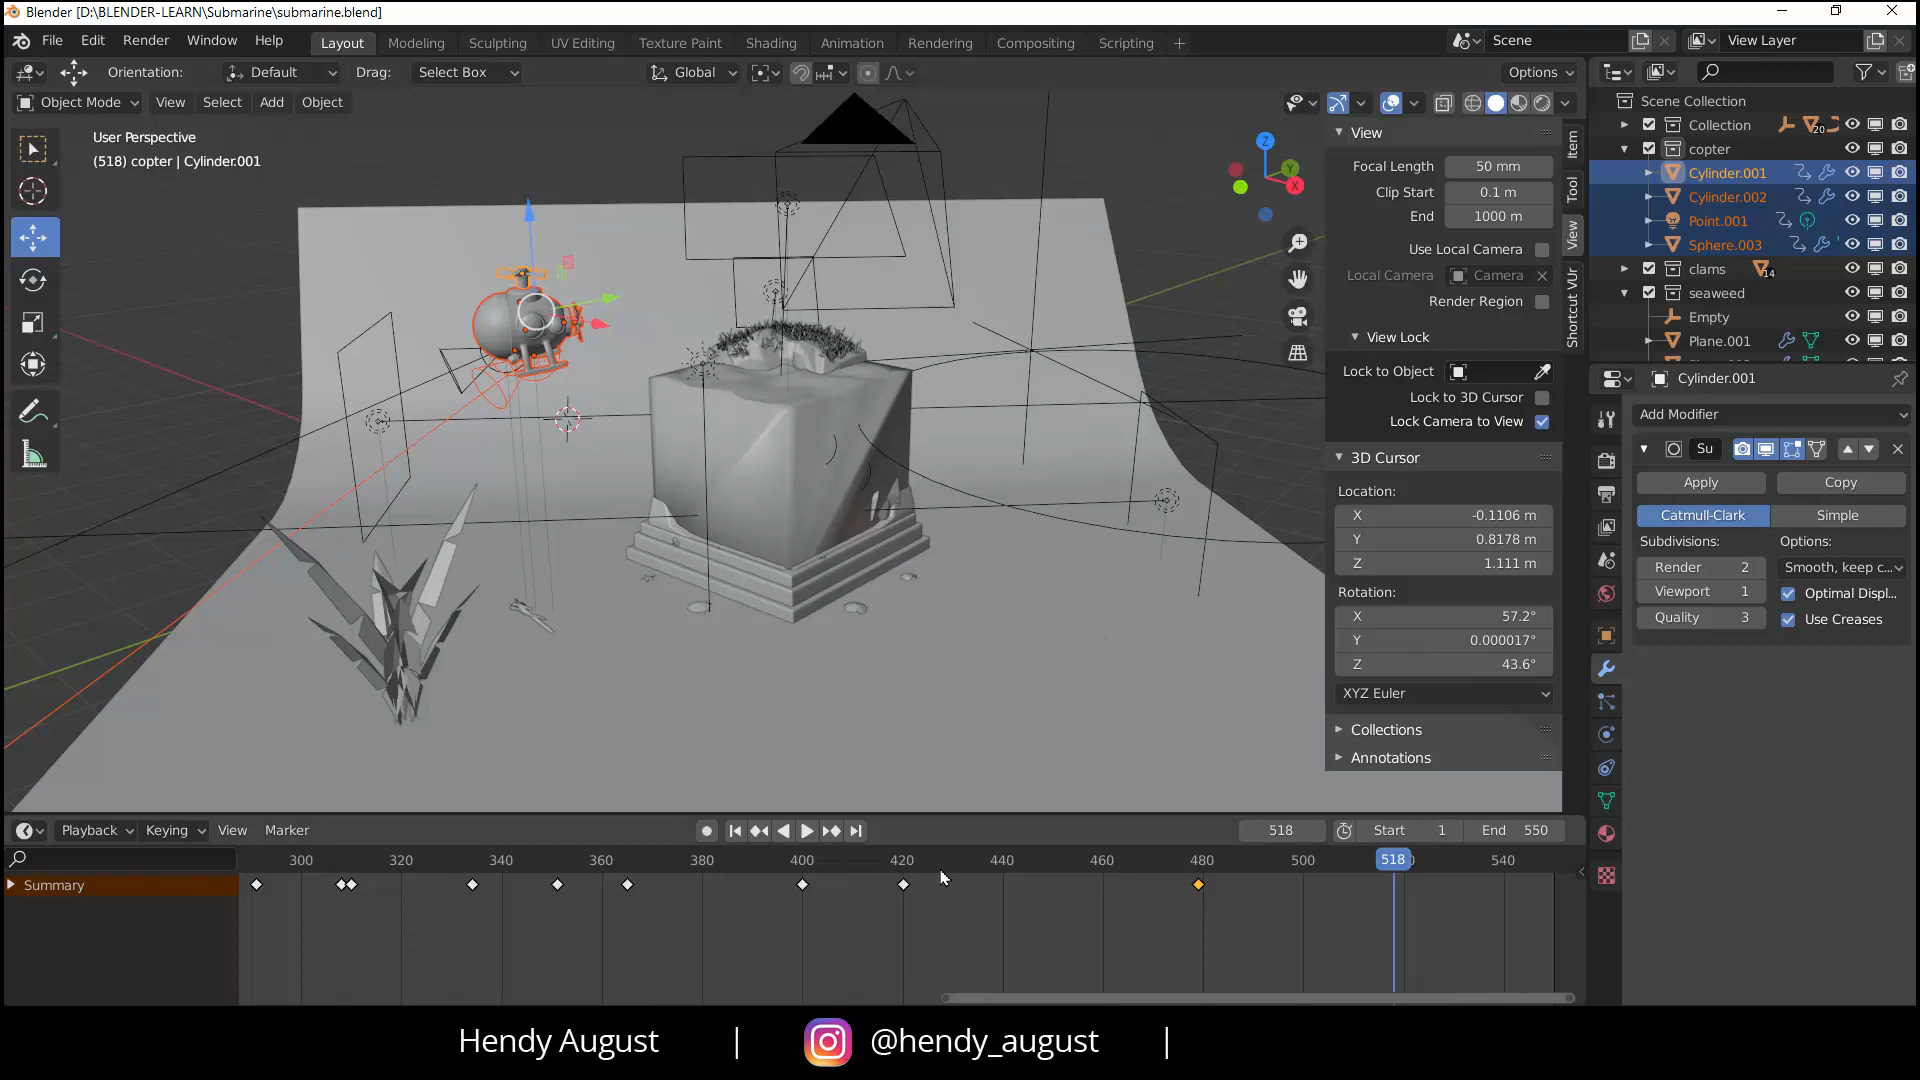 Blender [D:\BLENDER-LEARN\Submarine\submarine.blend]
File Edit Render Window Help
Layout Modeling Sculpting UV Editing Texture Paint Shading Animation Rendering Compositing Scripting
Scene
View Layer
Orientation: Default Drag: Select Box
Global
Options
Object Mode View Select Add Object
User Perspective
(518) copter | Cylinder.001
Z
Y
X
View
Focal Length 50 mm
Clip Start 0.1 m
End 1000 m
Use Local Camera
Local Camera Camera
Render Region
View Lock
Lock to Object
Lock to 3D Cursor
Lock Camera to View
3D Cursor
Location:
X -0.1106 m
Y 0.8178 m
Z 1.111 m
Rotation:
X 57.2°
Y 0.000017°
Z 43.6°
XYZ Euler
Collections
Annotations
Item
Tool
View
Shortcut VUr
Scene Collection
Collection 20
copter
Cylinder.001
Cylinder.002
Point.001
Sphere.003
clams 14
seaweed
Empty
Plane.001
Cylinder.001
Add Modifier
Su
Apply Copy
Catmull-Clark Simple
Subdivisions: Options:
Render 2 Smooth, keep c...
Viewport 1 Optimal Displ...
Quality 3 Use Creases
Playback Keying View Marker
518 Start 1 End 550
300 320 340 360 380 400 420 440 460 480 500 518 540
Summary
Hendy August | @hendy_august |